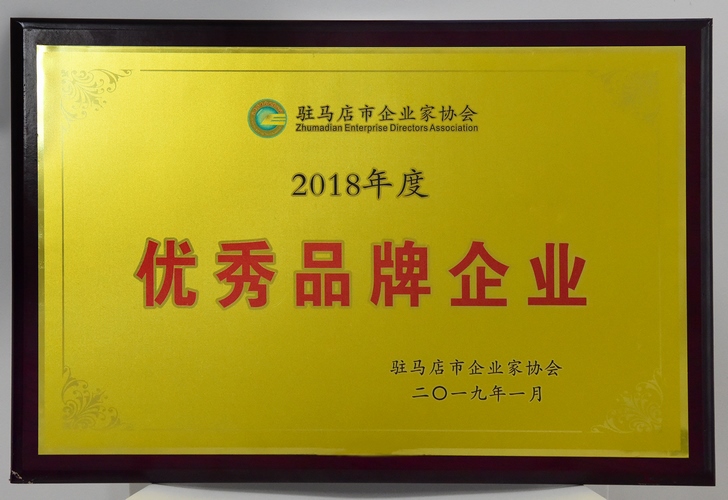 驻马店市企业家协会
Zhumadian Enterprise Directors Association
2018年度
优秀品牌企业
驻马店市企业家协会
二〇一九年一月